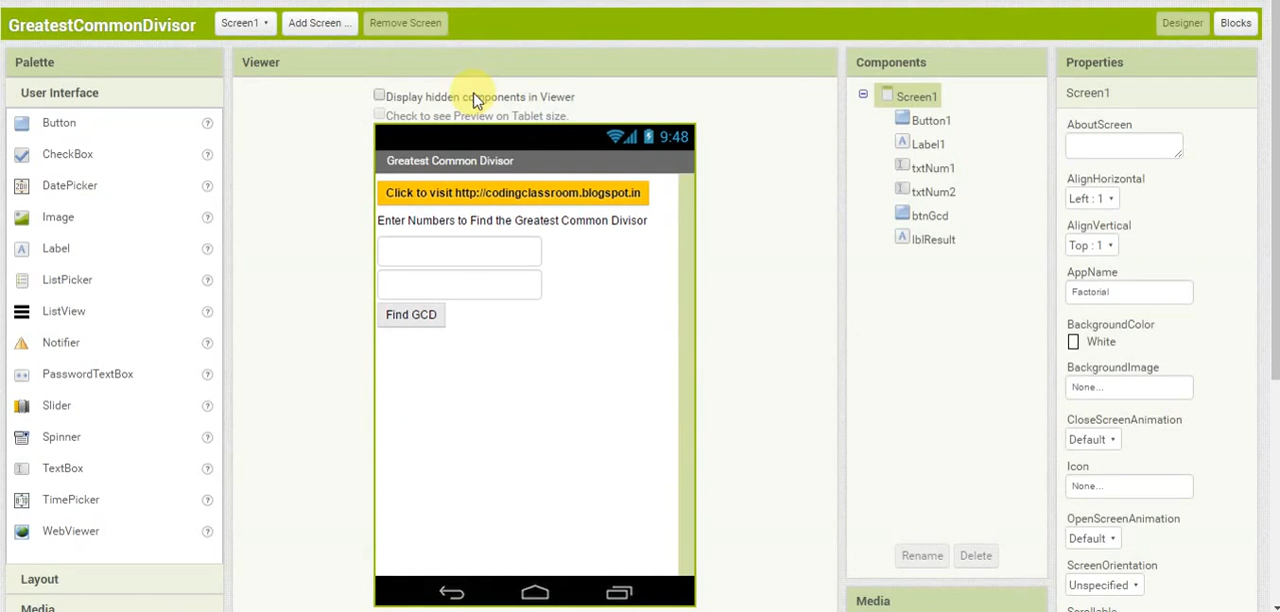 GreatestCommonDivisor
Screen1
Add Screen ...
Remove Screen
Designer
Blocks
Palette
User Interface
Button
CheckBox
DatePicker
Image
Label
ListPicker
ListView
Notifier
PasswordTextBox
Slider
Spinner
TextBox
TimePicker
WebViewer
Layout
Media
Viewer
Display hidden components in Viewer
Check to see Preview on Tablet size.
9:48
Greatest Common Divisor
Click to visit http://codingclassroom.blogspot.in
Enter Numbers to Find the Greatest Common Divisor
Find GCD
Components
Screen1
Button1
Label1
txtNum1
txtNum2
btnGcd
lblResult
Rename
Delete
Media
Properties
Screen1
AboutScreen
AlignHorizontal
Left : 1
AlignVertical
Top : 1
AppName
Factorial
BackgroundColor
White
BackgroundImage
None...
CloseScreenAnimation
Default
Icon
None...
OpenScreenAnimation
Default
ScreenOrientation
Unspecified
Scrollable